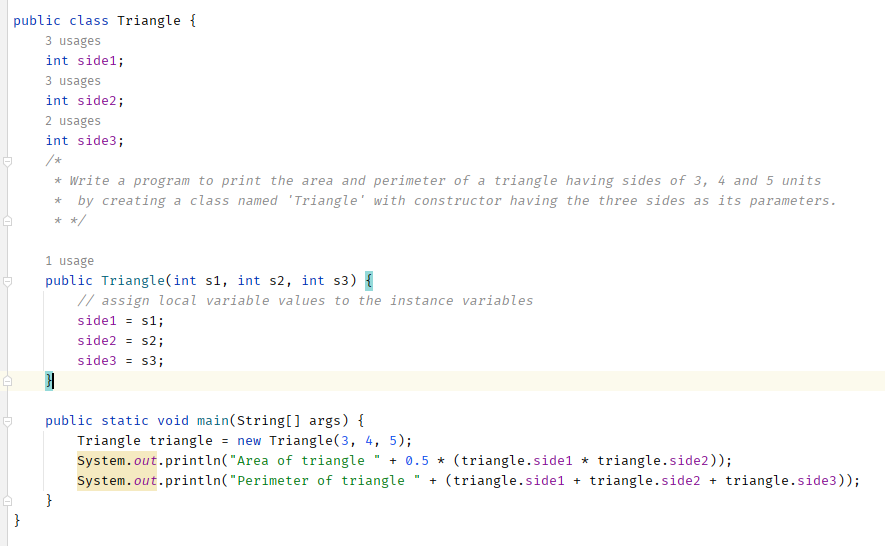 public class Triangle {
3 usages
int side1;
3 usages
int side2;
2 usages
int side3;
/*
* Write a program to print the area and perimeter of a triangle having sides of 3, 4 and 5 units
*  by creating a class named 'Triangle' with constructor having the three sides as its parameters.
* */
1 usage
public Triangle(int s1, int s2, int s3) {
// assign local variable values to the instance variables
side1 = s1;
side2 = s2;
side3 = s3;
}
public static void main(String[] args) {
Triangle triangle = new Triangle(3, 4, 5);
System.out.println("Area of triangle " + 0.5 * (triangle.side1 * triangle.side2));
System.out.println("Perimeter of triangle " + (triangle.side1 + triangle.side2 + triangle.side3));
}
}